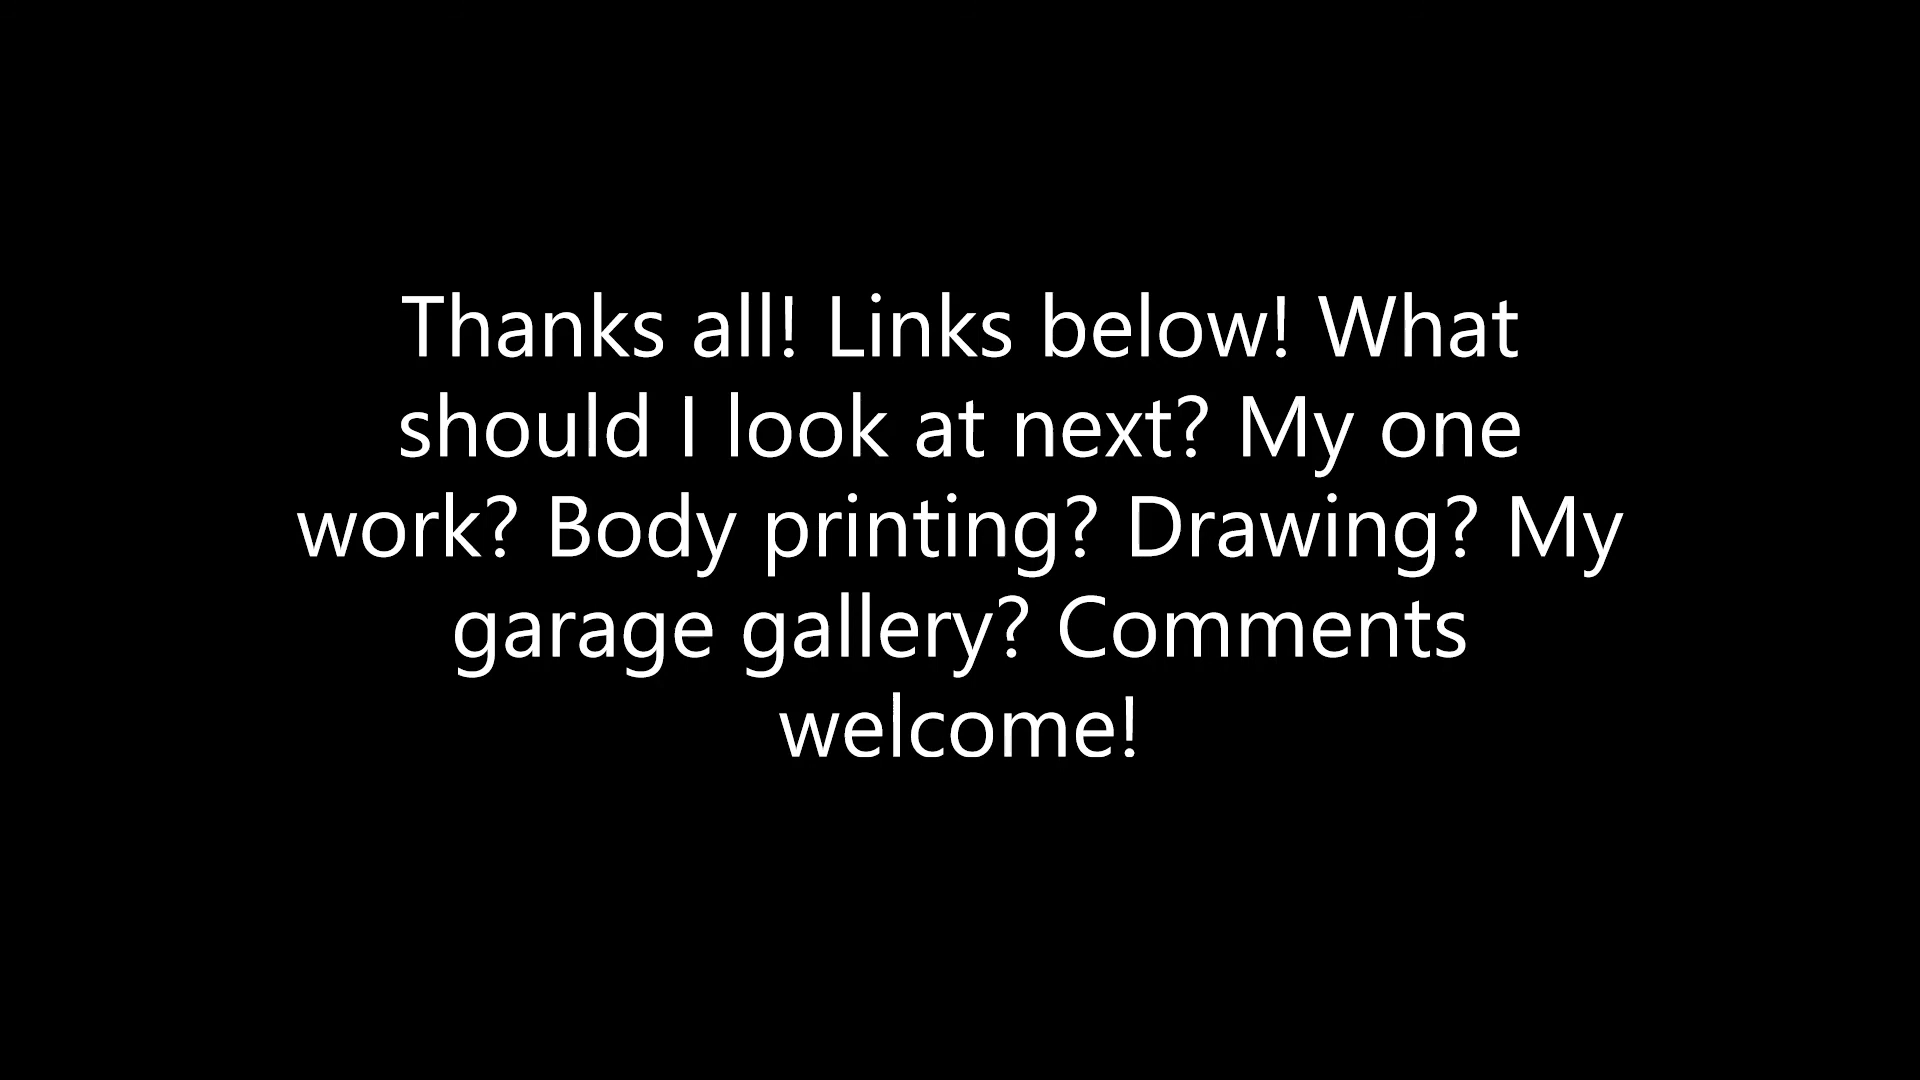 Thanks all! Links below! What
should I look at next? My one
work? Body printing? Drawing? My
garage gallery? Comments
welcome!